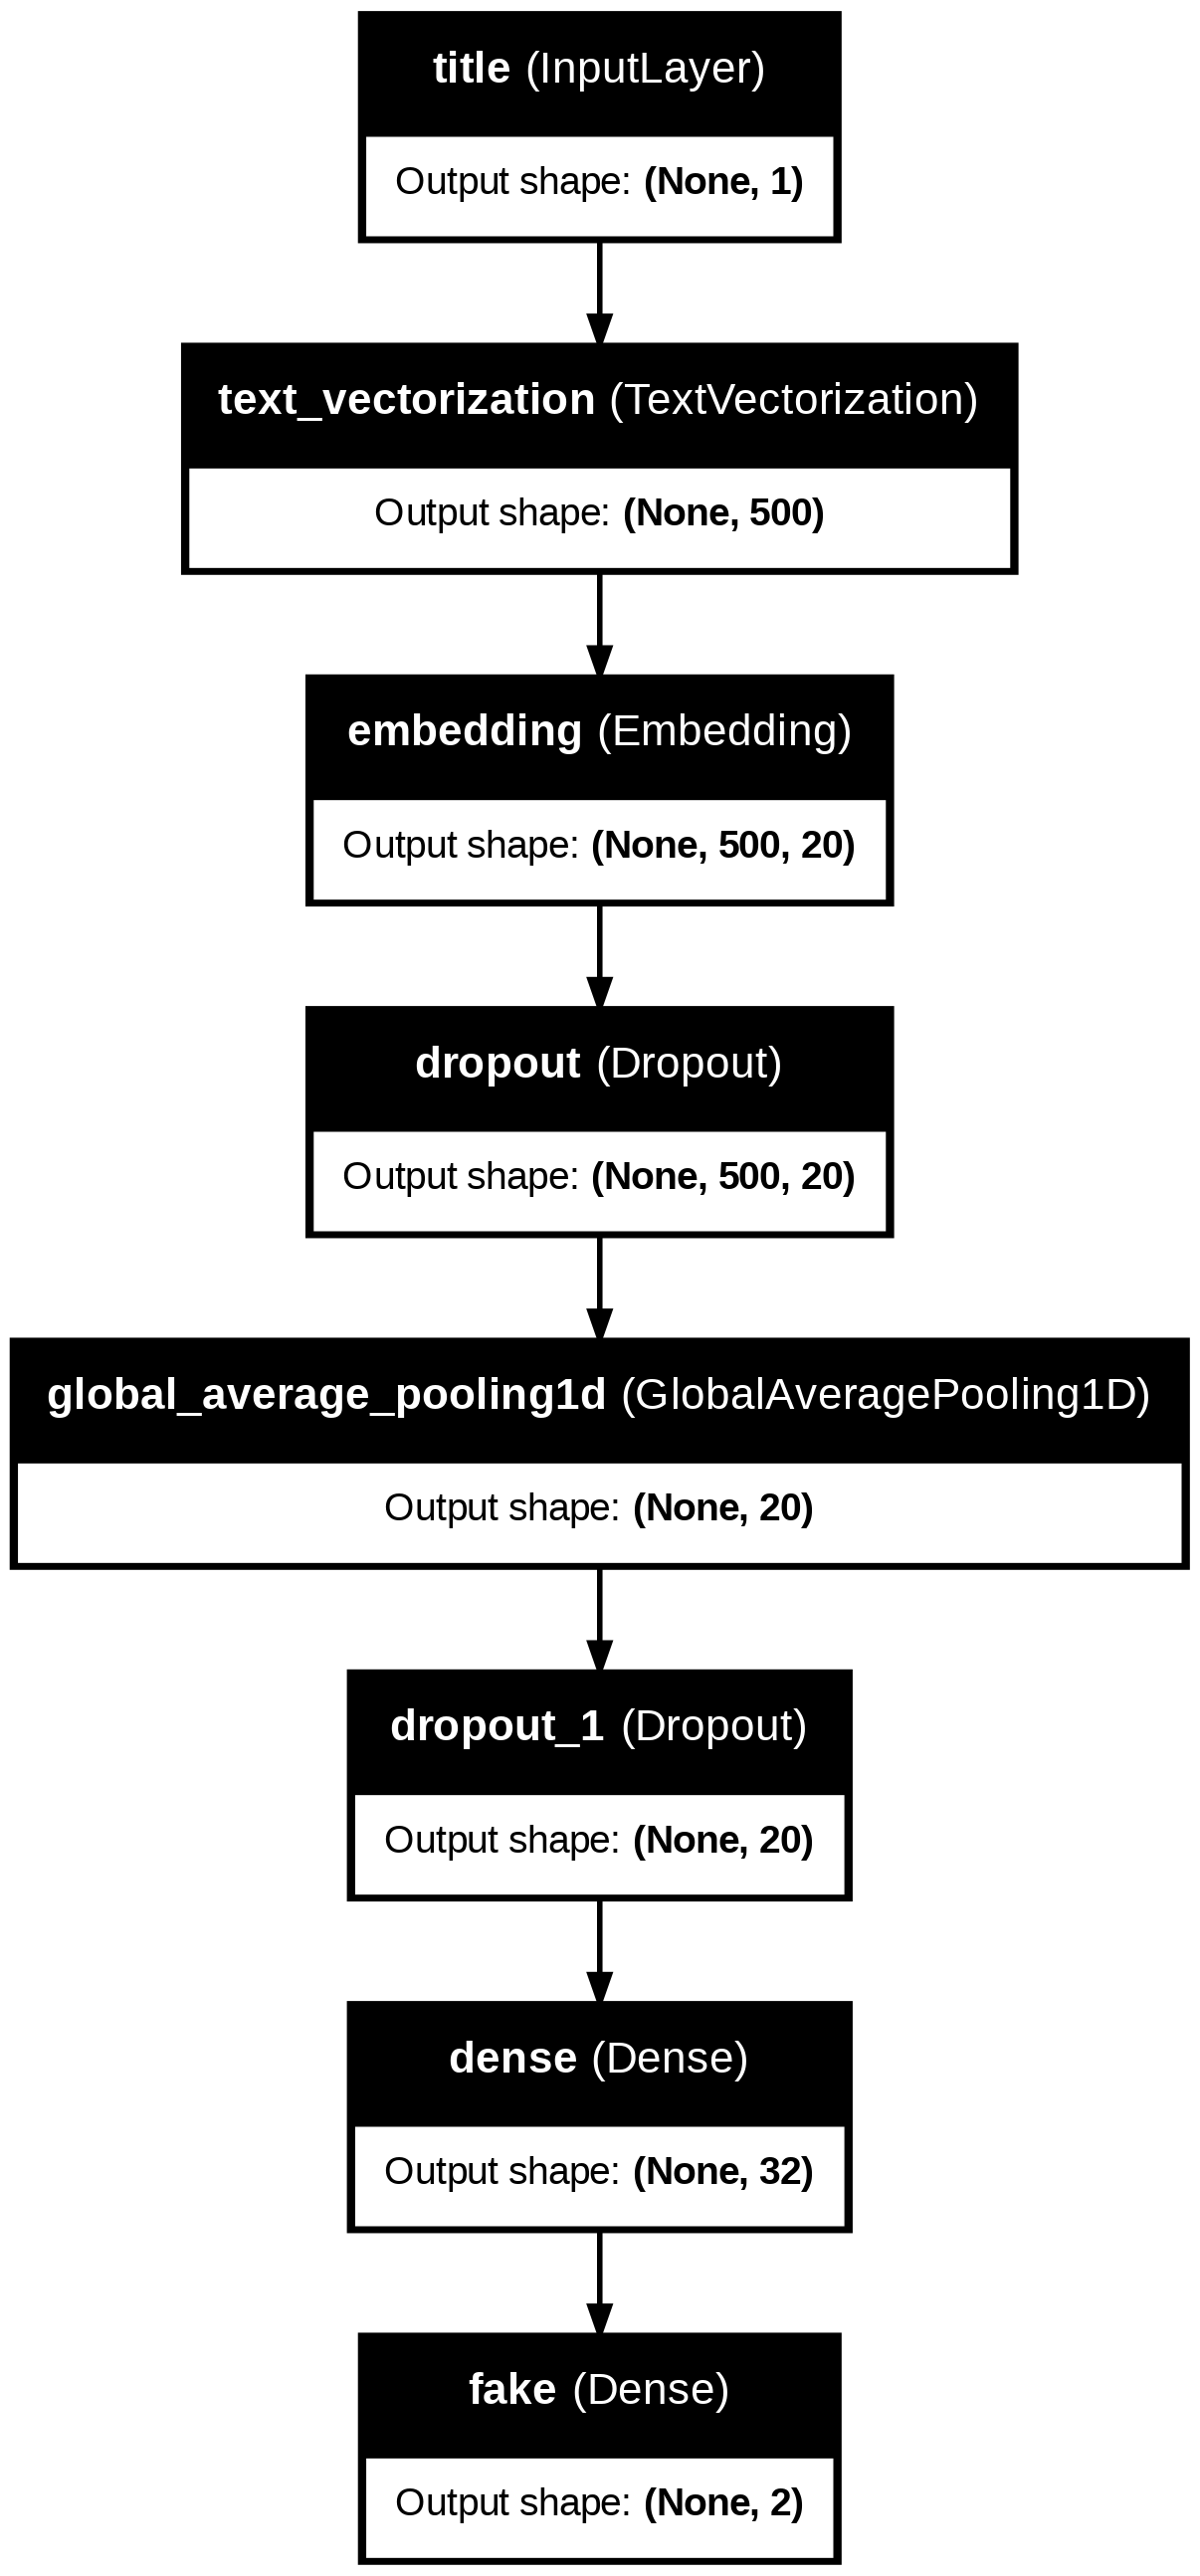 title (InputLayer)
Output shape: (None, 1)
text_vectorization (TextVectorization)
Output shape: (None, 500)
embedding (Embedding)
Output shape: (None, 500, 20)
dropout (Dropout)
Output shape: (None, 500, 20)
global_average_pooling1d (GlobalAveragePooling1D)
Output shape: (None, 20)
dropout_1 (Dropout)
Output shape: (None, 20)
dense (Dense)
Output shape: (None, 32)
fake (Dense)
Output shape: (None, 2)